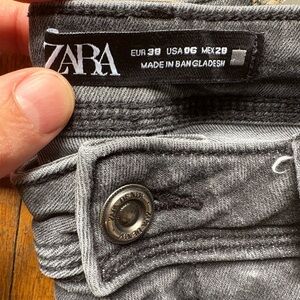 ZARA
EUR 38 USA 06 MEX 28
MADE IN BANGLADESH